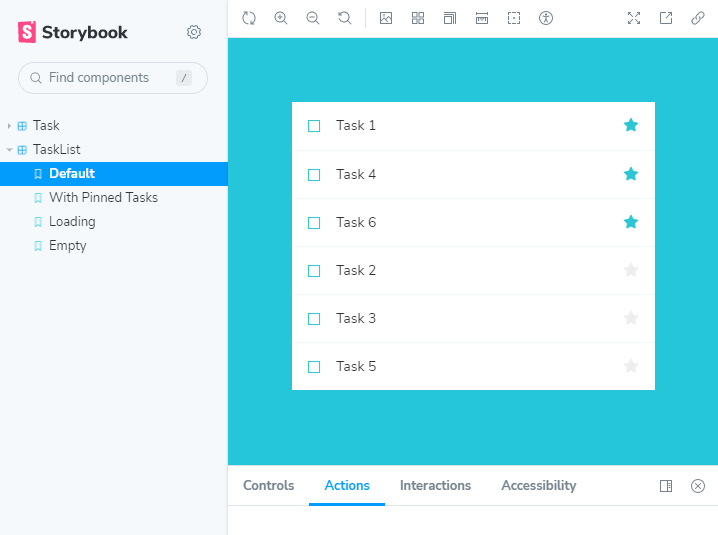 Storybook
Find components /
Task
TaskList
Default
With Pinned Tasks
Loading
Empty
Task 1
Task 4
Task 6
Task 2
Task 3
Task 5
Controls Actions Interactions Accessibility